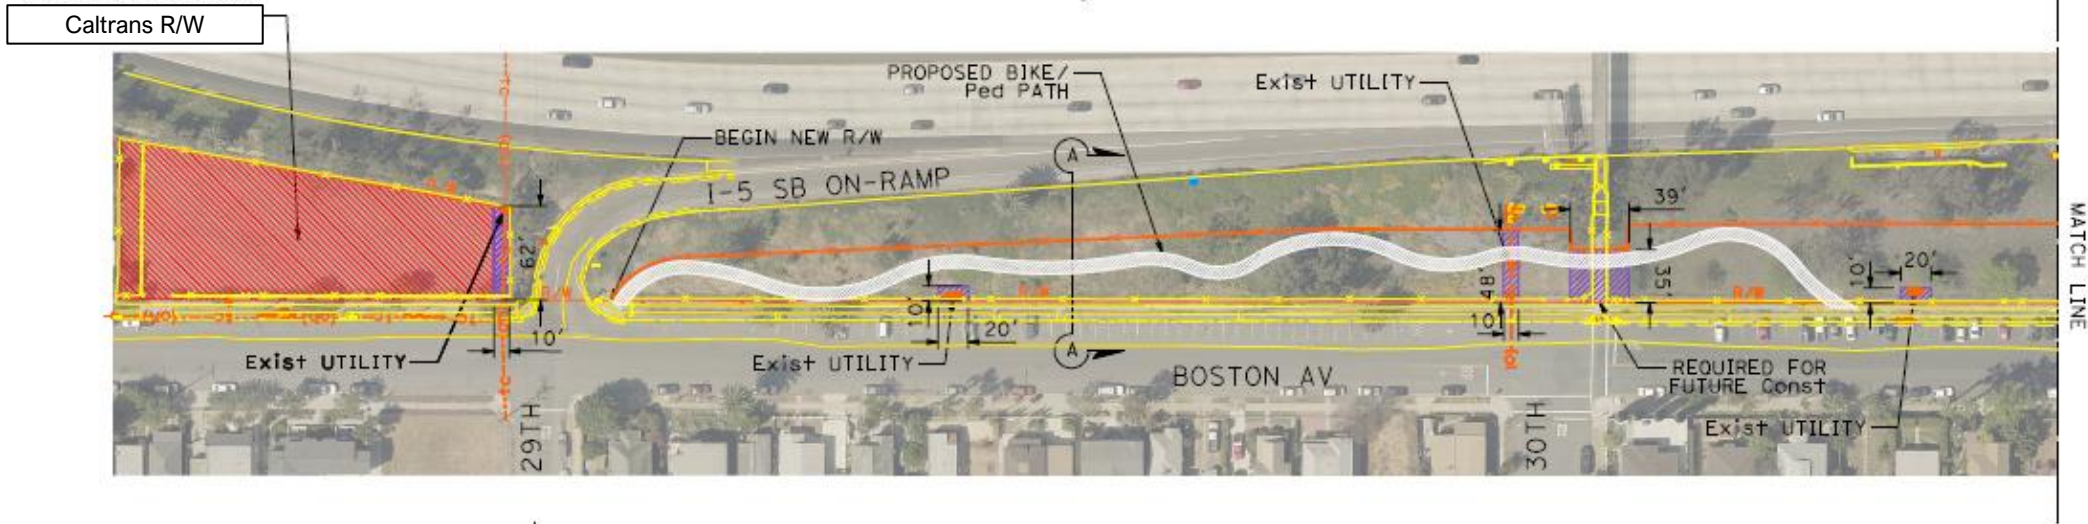 Caltrans R/W
PROPOSED BIKE/
Ped PATH
Exist UTILITY
BEGIN NEW R/W
A
I-5 SB ON-RAMP
39'
62'
48'
35'
10'
20'
R/W
MATCH LINE
10'
20'
10'
10'
Exist UTILITY
Exist UTILITY
A
BOSTON AV
REQUIRED FOR
FUTURE Const
Exist UTILITY
29TH
30TH